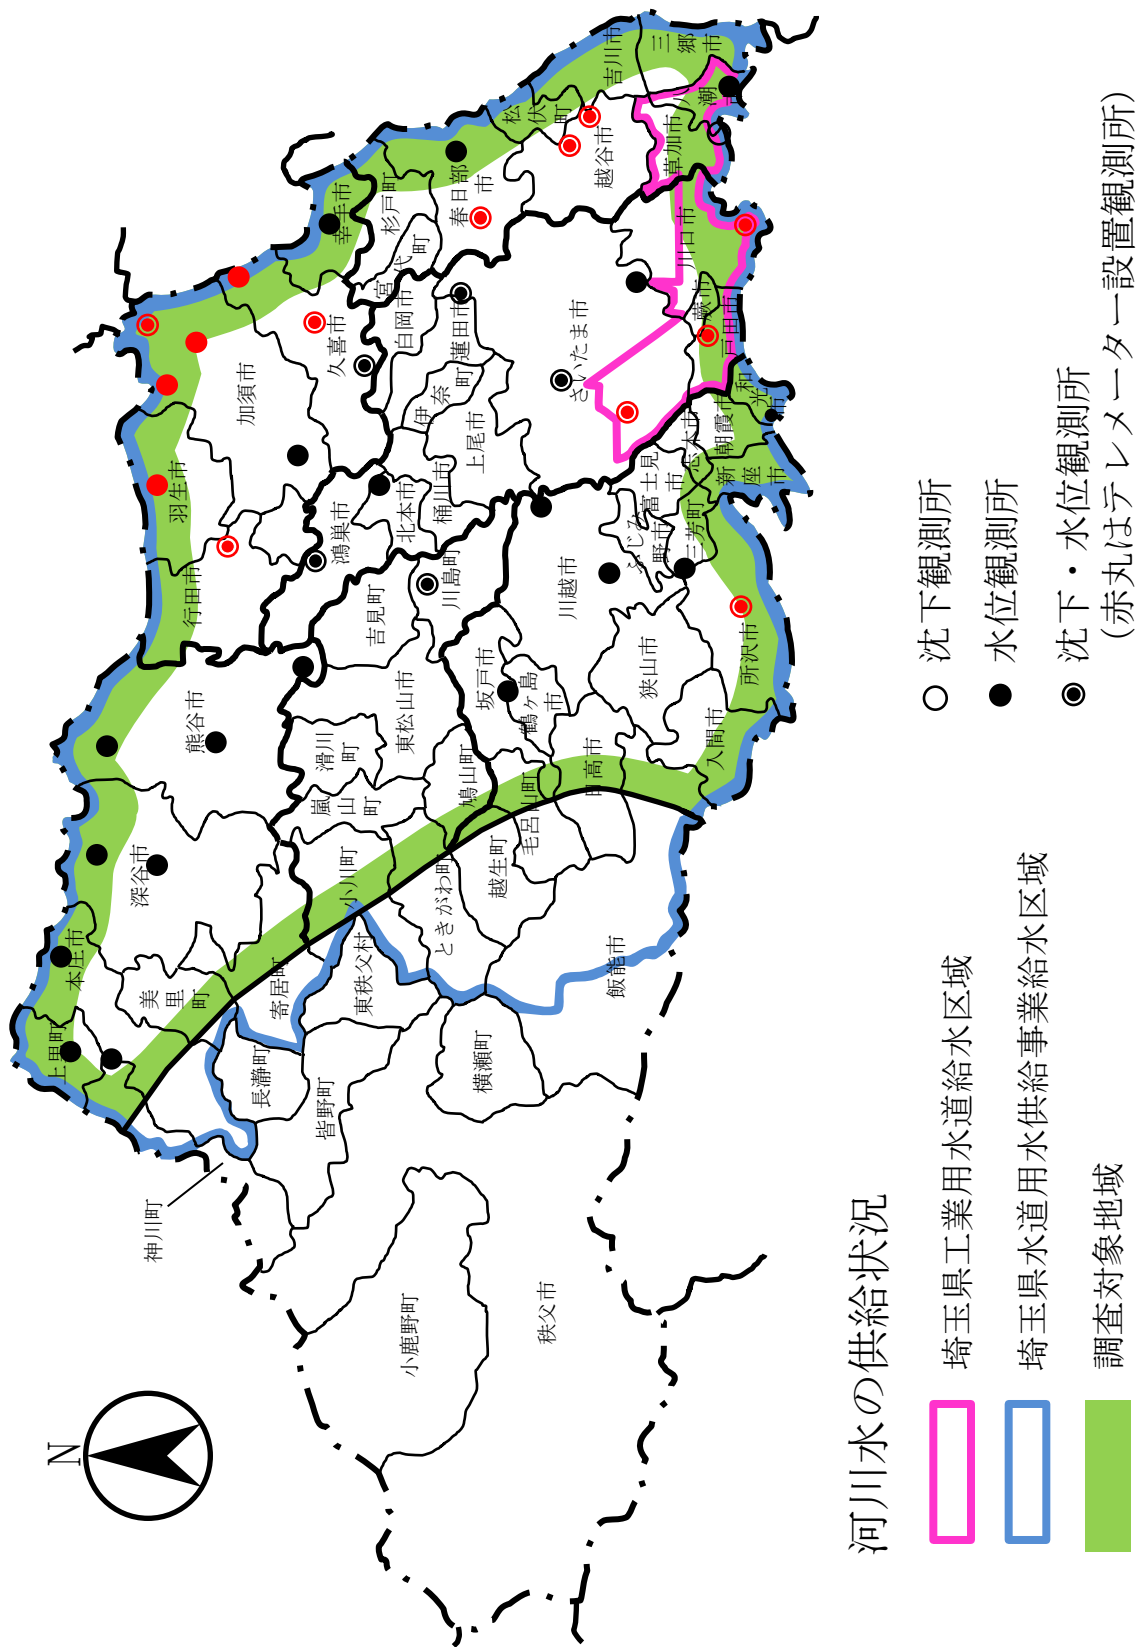 N
上里町
本庄市
深谷市
熊谷市
行田市
羽生市
加須市
久喜市
幸手市
杉戸町
宮代町
白岡市
蓮田市
春日部市
松伏町
吉川市
三郷市
八潮市
草加市
越谷市
川口市
蕨市
戸田市
さいたま市
伊奈町
上尾市
桶川市
北本市
鴻巣市
川島町
吉見町
東松山市
滑川町
嵐山町
小川町
寄居町
美里町
神川町
長瀞町
皆野町
東秩父村
ときがわ町
鳩山町
越生町
毛呂山町
坂戸市
鶴ヶ島市
日高市
飯能市
横瀬町
秩父市
小鹿野町
川越市
狭山市
入間市
所沢市
三芳町
ふじみ野市
富士見市
志木市
朝霞市
新座市
和光市
河川水の供給状況
埼玉県工業用水道給水区域
埼玉県水道用水供給事業給水区域
調査対象地域
沈下観測所
水位観測所
沈下・水位観測所
(赤丸はテレメーター設置観測所)